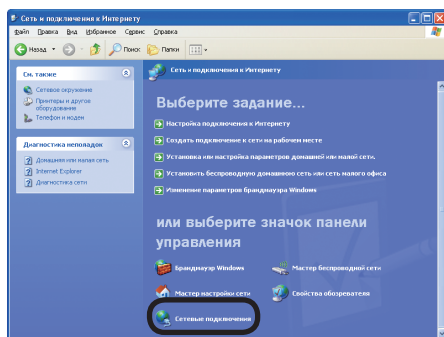 Сеть и подключения к Интернету
Файл Правка Вид Избранное Сервис Справка
Назад Поиск Папки
Сеть и подключения к Интернету
См. также
Сетевое окружение
Принтеры и другое
оборудование
Телефон и модем
Диагностика неполадок
Домашняя или малая сеть
Internet Explorer
Диагностика сети
Выберите задание...
Настройка подключения к Интернету
Создать подключение к сети на рабочем месте
Установка или настройка параметров домашней или малой сети.
Установить беспроводную домашнюю сеть или сеть малого офиса
Изменение параметров брандмауэра Windows
или выберите значок панели
управления
Брандмауэр Windows Мастер беспроводной сети
Мастер настройки сети Свойства обозревателя
Сетевые подключения